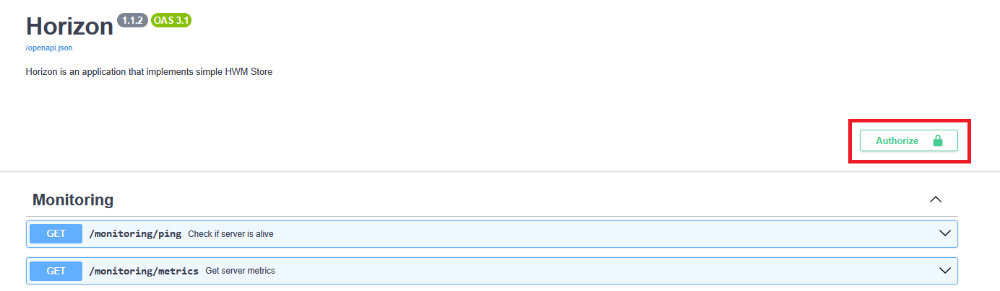 Horizon 1.1.2 OAS 3.1
/openapi.json
Horizon is an application that implements simple HWM Store
Authorize
Monitoring
GET /monitoring/ping Check if server is alive
GET /monitoring/metrics Get server metrics